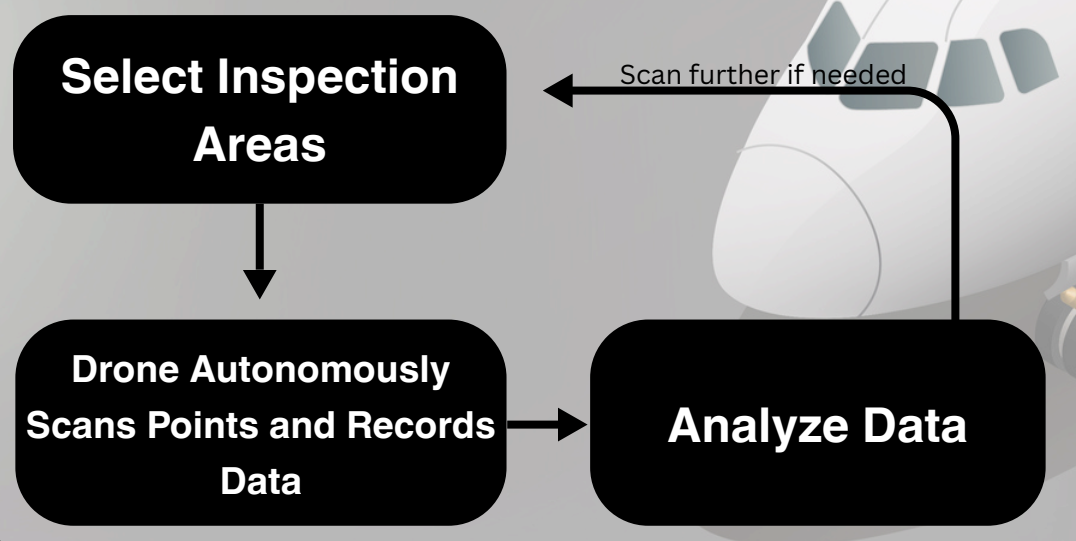 Select Inspection
Areas
Scan further if needed
Drone Autonomously
Scans Points and Records
Data
Analyze Data